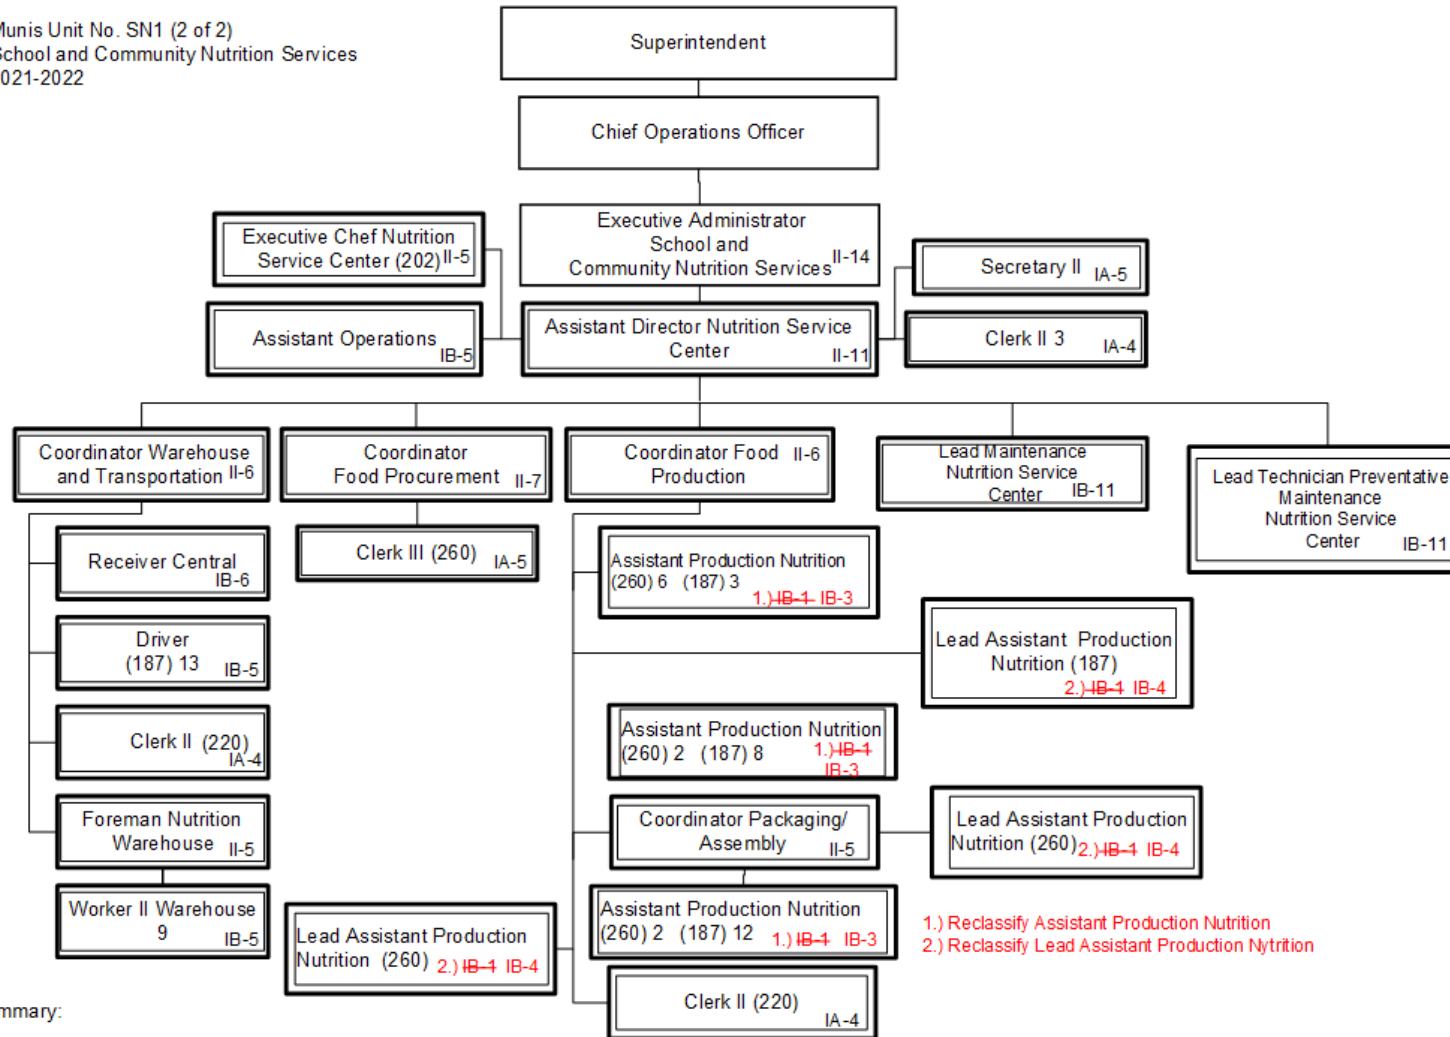 Munis Unit No. SN1 (2 of 2)
School and Community Nutrition Services
2021-2022
Superintendent
Chief Operations Officer
Executive Administrator
School and
Community Nutrition Services II-14
Executive Chef Nutrition
Service Center (202) II-5
Secretary II IA-5
Assistant Operations
IB-5
Assistant Director Nutrition Service
Center II-11
Clerk II 3 IA-4
Coordinator Warehouse
and Transportation II-6
Coordinator
Food Procurement II-7
Coordinator Food II-6
Production
Lead Maintenance
Nutrition Service
Center IB-11
Lead Technician Preventative
Maintenance
Nutrition Service
Center IB-11
Receiver Central
IB-6
Clerk III (260) IA-5
Assistant Production Nutrition
(260) 6 (187) 3
1.) IB-1 IB-3
Driver
(187) 13 IB-5
Lead Assistant Production
Nutrition (187)
2.) IB-1 IB-4
Clerk II (220)
IA-4
Assistant Production Nutrition
(260) 2 (187) 8 1.) IB-1
IB-3
Foreman Nutrition
Warehouse II-5
Coordinator Packaging/
Assembly II-5
Lead Assistant Production
Nutrition (260) 2.) IB-1 IB-4
Worker II Warehouse
9 IB-5
Lead Assistant Production
Nutrition (260) 2.) IB-1 IB-4
Assistant Production Nutrition
(260) 2 (187) 12 1.) IB-1 IB-3
1.) Reclassify Assistant Production Nutrition
2.) Reclassify Lead Assistant Production Nytrition
Clerk II (220)
IA-4
mmary: